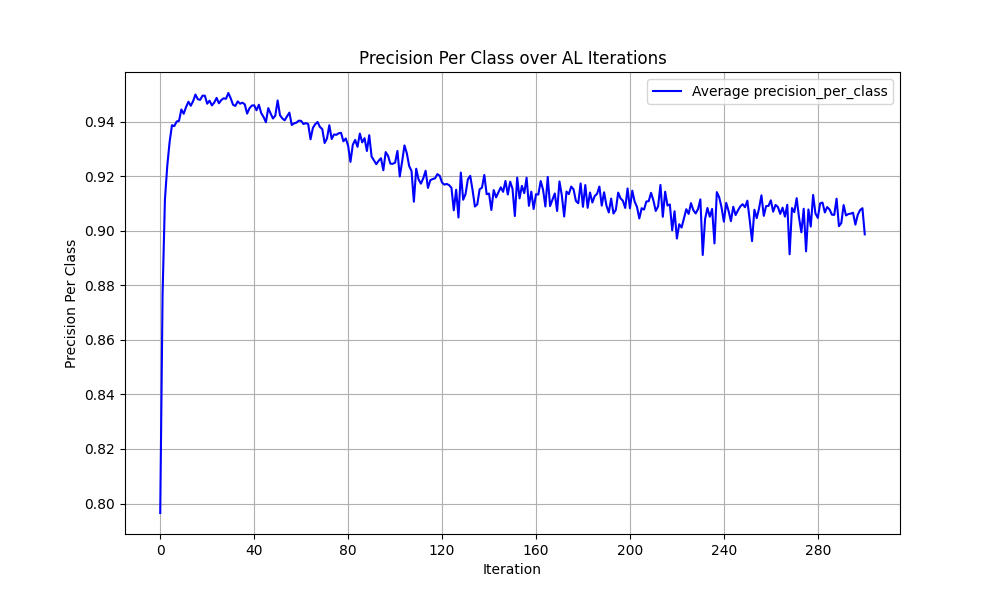 Precision Per Class over AL Iterations
Average precision_per_class
Precision Per Class
0.94
0.92
0.90
0.88
0.86
0.84
0.82
0.80
0 40 80 120 160 200 240 280
Iteration